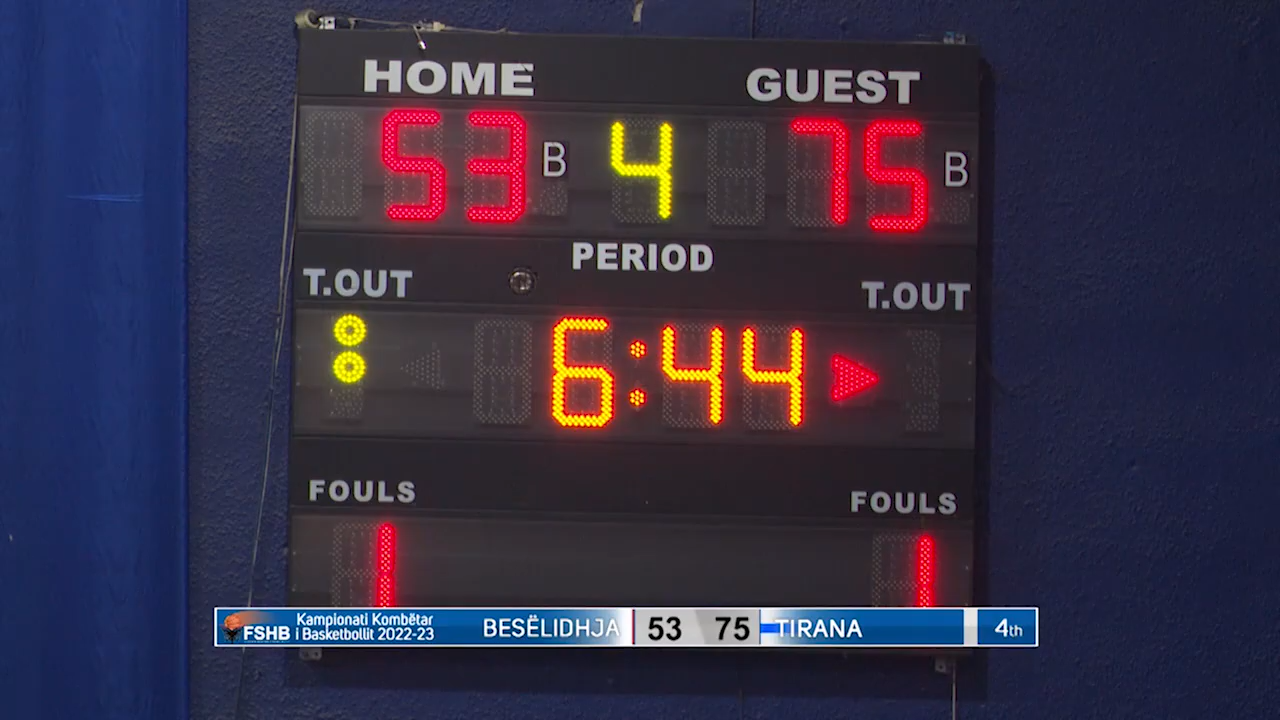 HOME GUEST
53 B 4 75 B
PERIOD
T.OUT T.OUT
6:44
FOULS FOULS
1 1
FSHB Kampionati Kombëtar
i Basketbollit 2022-23
BESËLIDHJA 53 75 TIRANA 4th